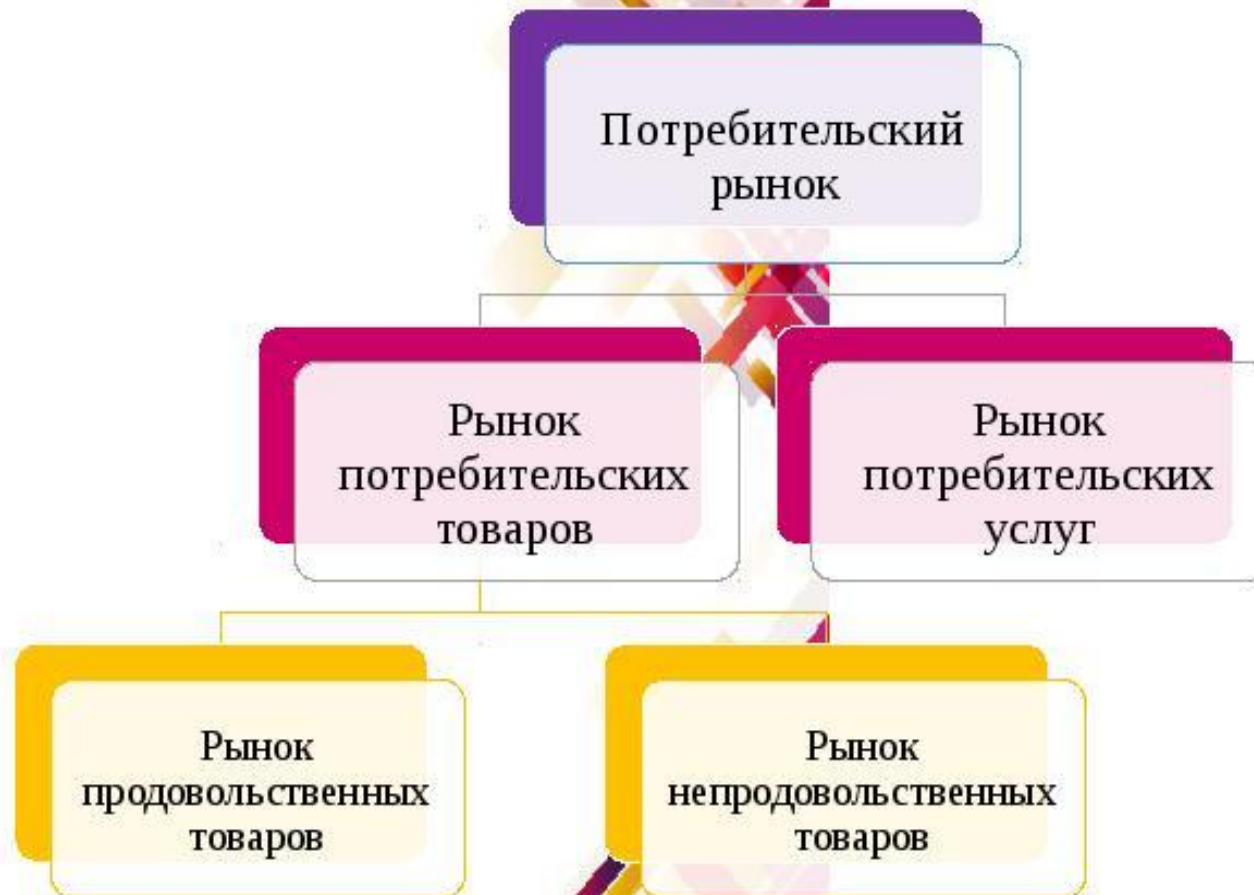 Потребительский
рынок
Рынок
потребительских
товаров
Рынок
потребительских
услуг
Рынок
продовольственных
товаров
Рынок
непродовольственных
товаров